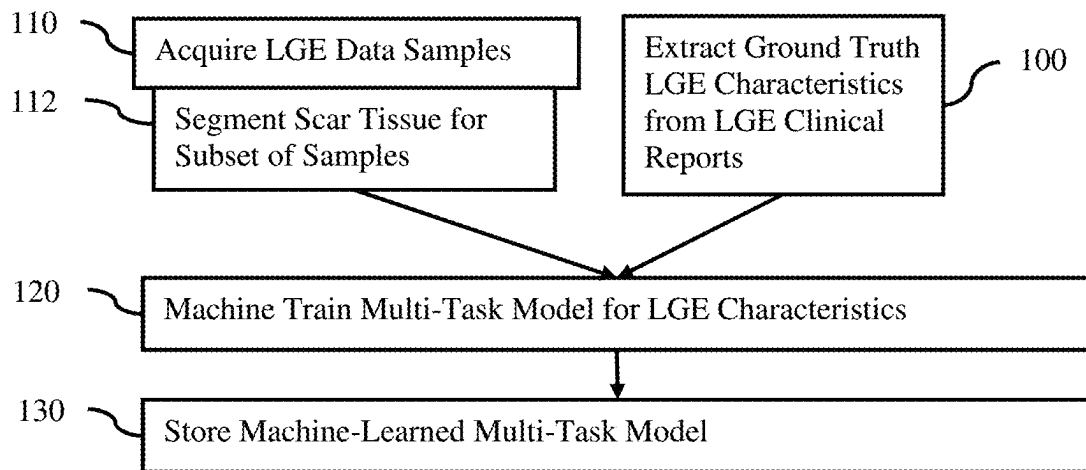 110
Acquire LGE Data Samples
112
Segment Scar Tissue for
Subset of Samples
Extract Ground Truth
LGE Characteristics
from LGE Clinical
Reports
100
120
Machine Train Multi-Task Model for LGE Characteristics
130
Store Machine-Learned Multi-Task Model